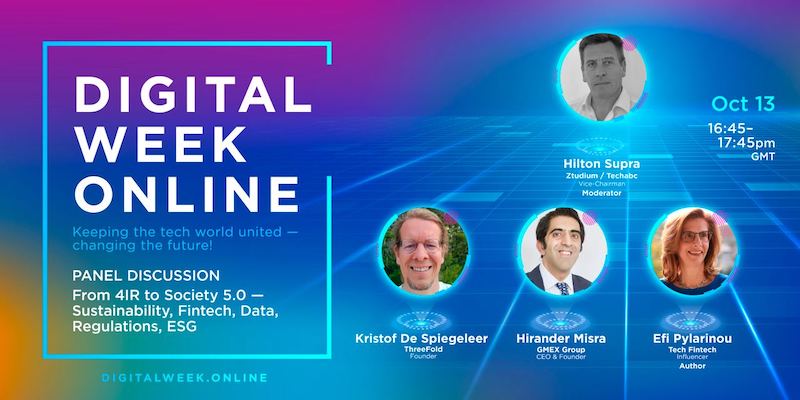 DIGITAL
WEEK
ONLINE
Keeping the tech world united —
changing the future!
PANEL DISCUSSION
From 4IR to Society 5.0 —
Sustainability, Fintech, Data,
Regulations, ESG
DIGITALWEEK.ONLINE
Oct 13
16:45–
17:45pm
GMT
Hilton Supra
Ztudium / Techabc
Vice-Chairman
Moderator
Kristof De Spiegeleer
ThreeFold
Founder
Hirander Misra
GMEX Group
CEO & Founder
Efi Pylarinou
Tech Fintech
Influencer
Author